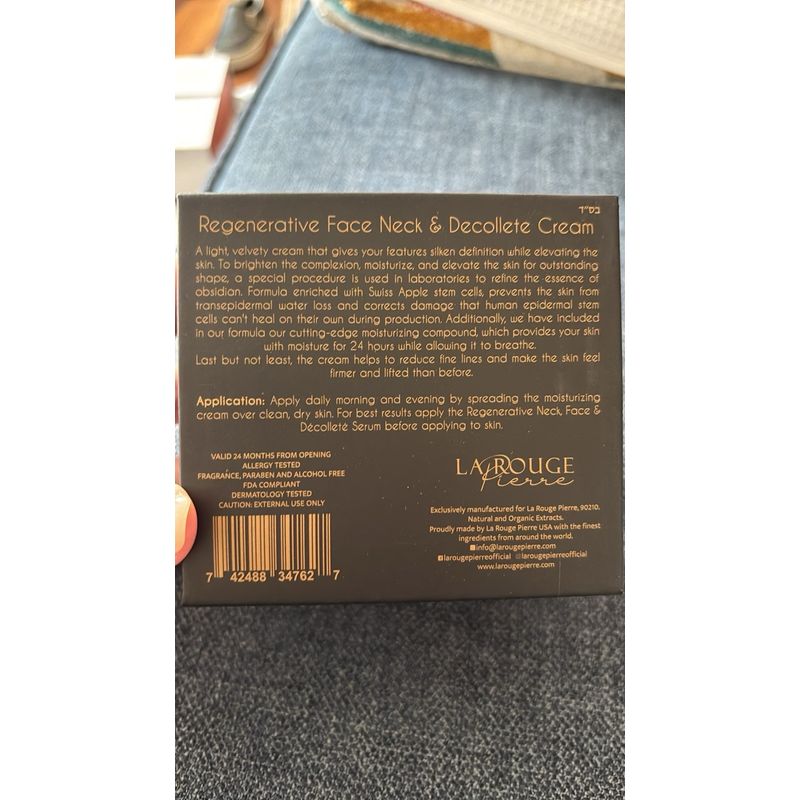 בס״ד
Regenerative Face Neck & Decollete Cream
A light, velvety cream that gives your features silken definition while elevating the
skin. To brighten the complexion, moisturize, and elevate the skin for outstanding
shape, a special procedure is used in laboratories to refine the essence of
obsidian. Formula enriched with Swiss Apple stem cells, prevents the skin from
transepidermal water loss and corrects damage that human epidermal stem
cells can't heal on their own during production. Additionally, we have included
in our formula our cutting-edge moisturizing compound, which provides your skin
with moisture for 24 hours while allowing it to breathe.
Last but not least, the cream helps to reduce fine lines and make the skin feel
firmer and lifted than before.
Application: Apply daily morning and evening by spreading the moisturizing
cream over clean, dry skin. For best results apply the Regenerative Neck, Face &
Décolleté Serum before applying to skin.
VALID 24 MONTHS FROM OPENING
ALLERGY TESTED
FRAGRANCE, PARABEN AND ALCOHOL FREE
FDA COMPLIANT
DERMATOLOGY TESTED
CAUTION: EXTERNAL USE ONLY
7 42488 34762 7
LA ROUGE
Pierre
Exclusively manufactured for La Rouge Pierre, 90210.
Natural and Organic Extracts.
Proudly made by La Rouge Pierre USA with the finest
ingredients from around the world.
info@larougepierre.com
larougepierreofficial larougepierreofficial
www.larougepierre.com